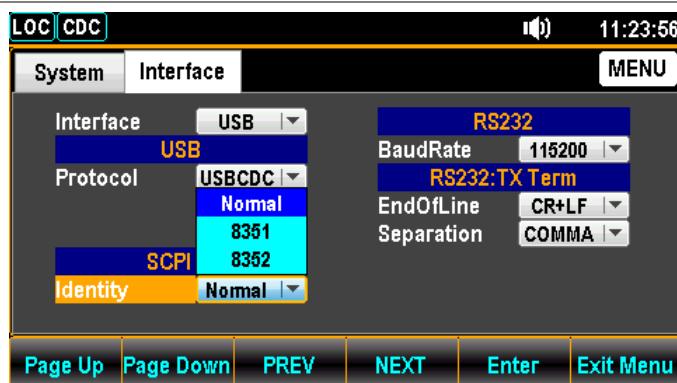 LOC CDC 11:23:56
System Interface MENU
Interface USB
USB
Protocol USBCDC
Normal
8351
8352
SCPI
Identity Normal
RS232
BaudRate 115200
RS232:TX Term
EndOfLine CR+LF
Separation COMMA
Page Up Page Down PREV NEXT Enter Exit Menu